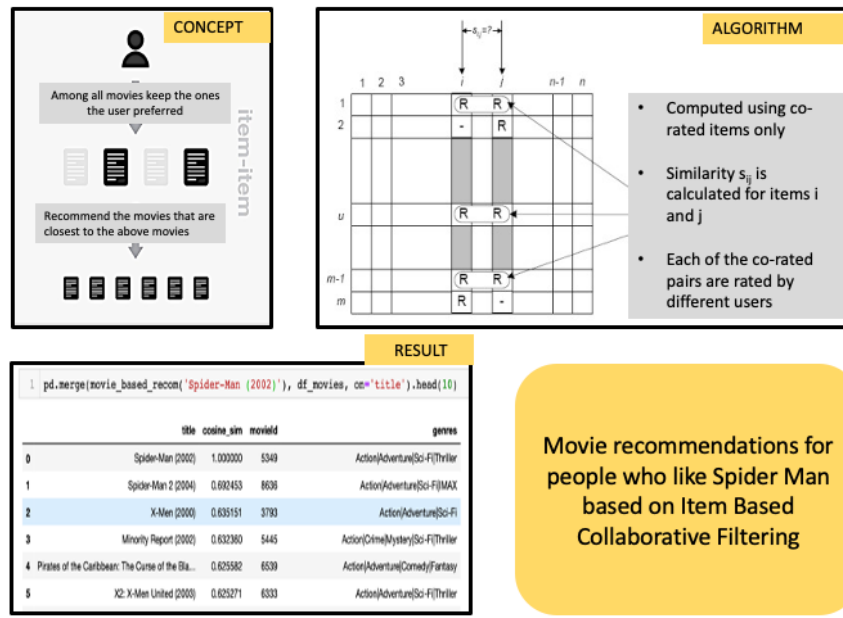 CONCEPT
Among all movies keep the ones
the user preferred
item-item
Recommend the movies that are
closest to the above movies
ALGORITHM
s_ij=?
1 2 3 i j n-1 n
1 R R
2 - R
u R R
m-1 R R
m R -
• Computed using co-
rated items only
• Similarity s_ij is
calculated for items i
and j
• Each of the co-rated
pairs are rated by
different users
RESULT
1 pd.merge(movie_based_recom('Spider-Man (2002)'), df_movies, on='title').head(10)
title cosine_sim movieId genres
0 Spider-Man (2002) 1.000000 5349 Action|Adventure|Sci-Fi|Thriller
1 Spider-Man 2 (2004) 0.692453 8636 Action|Adventure|Sci-Fi|IMAX
2 X-Men (2000) 0.635151 3793 Action|Adventure|Sci-Fi
3 Minority Report (2002) 0.632360 5445 Action|Crime|Mystery|Sci-Fi|Thriller
4 Pirates of the Caribbean: The Curse of the Bla... 0.625582 6539 Action|Adventure|Comedy|Fantasy
5 X2: X-Men United (2003) 0.625271 6333 Action|Adventure|Sci-Fi|Thriller
Movie recommendations for
people who like Spider Man
based on Item Based
Collaborative Filtering